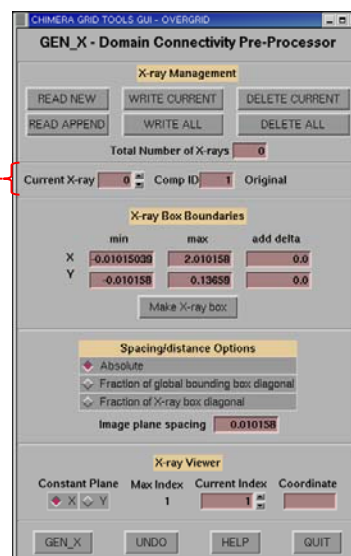 CHIMERA GRID TOOLS GUI - OVERGRID
GEN_X - Domain Connectivity Pre-Processor
X-ray Management
READ NEW WRITE CURRENT DELETE CURRENT
READ APPEND WRITE ALL DELETE ALL
Total Number of X-rays 0
Current X-ray 0 Comp ID 1 Original
X-ray Box Boundaries
min max add delta
X -0.01015039 2.010158 0.0
Y -0.010158 0.13658 0.0
Make X-ray box
Spacing/distance Options
Absolute
Fraction of global bounding box diagonal
Fraction of X-ray box diagonal
Image plane spacing 0.010158
X-ray Viewer
Constant Plane Max Index Current Index Coordinate
X Y 1 1
GEN_X UNDO HELP QUIT